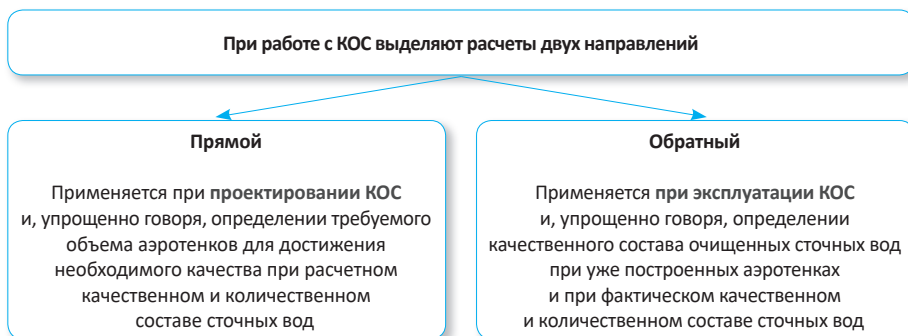 При работе с КОС выделяют расчеты двух направлений
Прямой
Применяется при проектировании КОС
и, упрощенно говоря, определении требуемого
объема аэротенков для достижения
необходимого качества при расчетном
качественном и количественном
составе сточных вод
Обратный
Применяется при эксплуатации КОС
и, упрощенно говоря, определении
качественного состава очищенных сточных вод
при уже построенных аэротенках
и при фактическом качественном
и количественном составе сточных вод